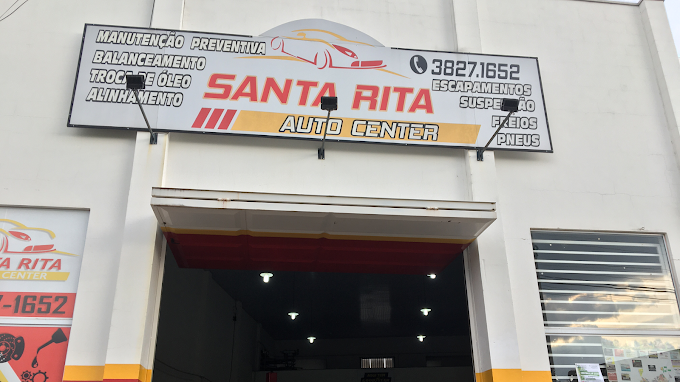 MANUTENÇÃO PREVENTIVA
BALANCEAMENTO
TROCA DE ÓLEO
ALINHAMENTO
SANTA RITA
AUTO CENTER
3827.1652
ESCAPAMENTOS
SUSPENSÃO
FREIOS
PNEUS
TA RITA
CENTER
7-1652